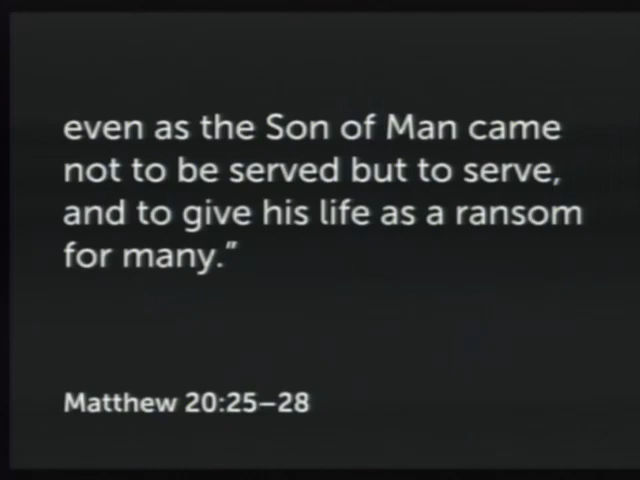 even as the Son of Man came
not to be served but to serve,
and to give his life as a ransom
for many.”
Matthew 20:25–28